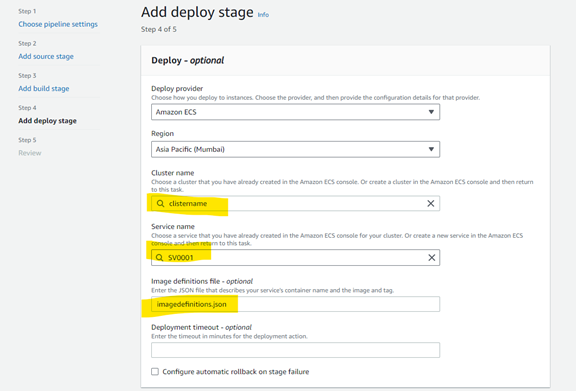 Step 1
Choose pipeline settings
Step 2
Add source stage
Step 3
Add build stage
Step 4
Add deploy stage
Step 5
Review
Add deploy stage Info
Step 4 of 5
Deploy - optional
Deploy provider
Choose how you deploy to instances. Choose the provider, and then provide the configuration details for that provider.
Amazon ECS
Region
Asia Pacific (Mumbai)
Cluster name
Choose a cluster that you have already created in the Amazon ECS console. Or create a cluster in the Amazon ECS console and then return
to this task.
clistername
Service name
Choose a service that you have already created in the Amazon ECS console for your cluster. Or create a new service in the Amazon ECS
console and then return to this task.
SV0001
Image definitions file - optional
Enter the JSON file that describes your service's container name and the image and tag.
imagedefinitions.json
Deployment timeout - optional
Enter the timeout in minutes for the deployment action.
Configure automatic rollback on stage failure